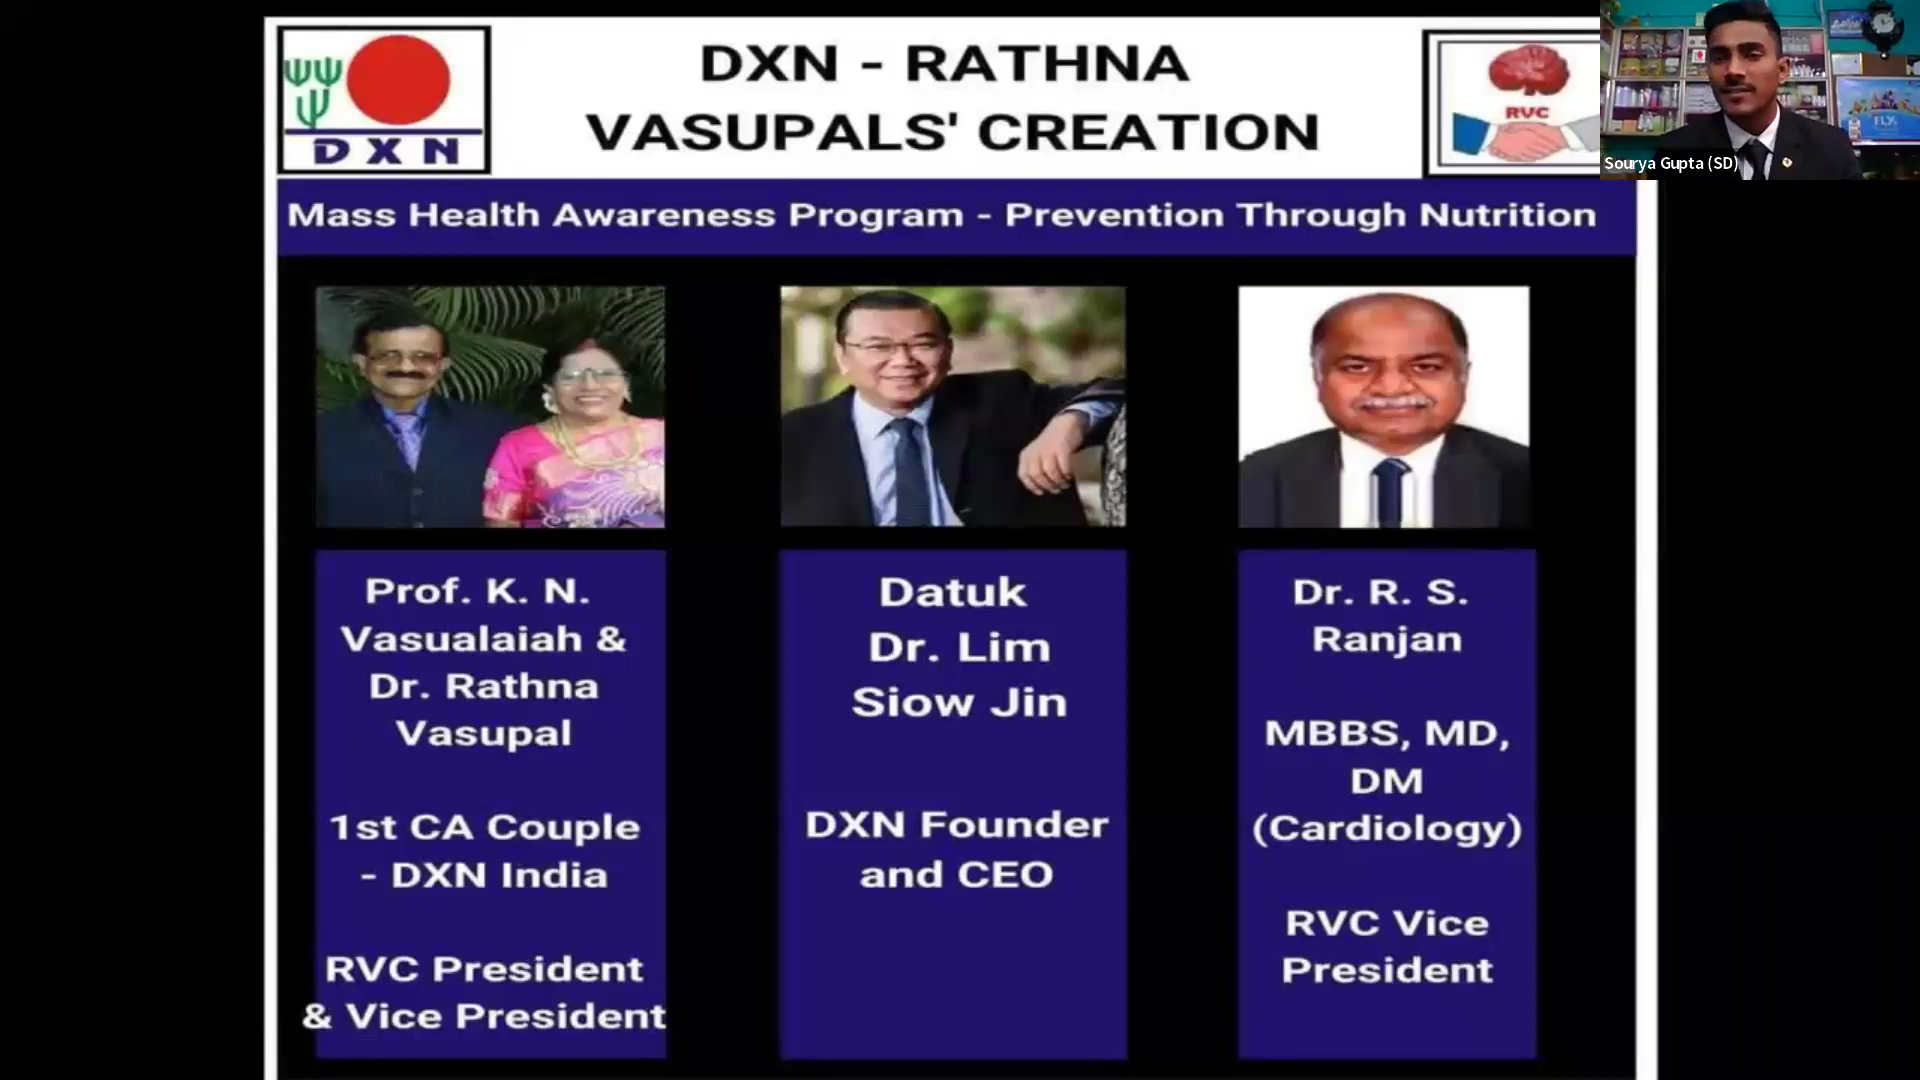 DXN
DXN - RATHNA
VASUPALS' CREATION
RVC
Sourya Gupta (SD)
Mass Health Awareness Program - Prevention Through Nutrition
Prof. K. N.
Vasualaiah &
Dr. Rathna
Vasupal
1st CA Couple
- DXN India
RVC President
& Vice President
Datuk
Dr. Lim
Siow Jin
DXN Founder
and CEO
Dr. R. S.
Ranjan
MBBS, MD,
DM
(Cardiology)
RVC Vice
President